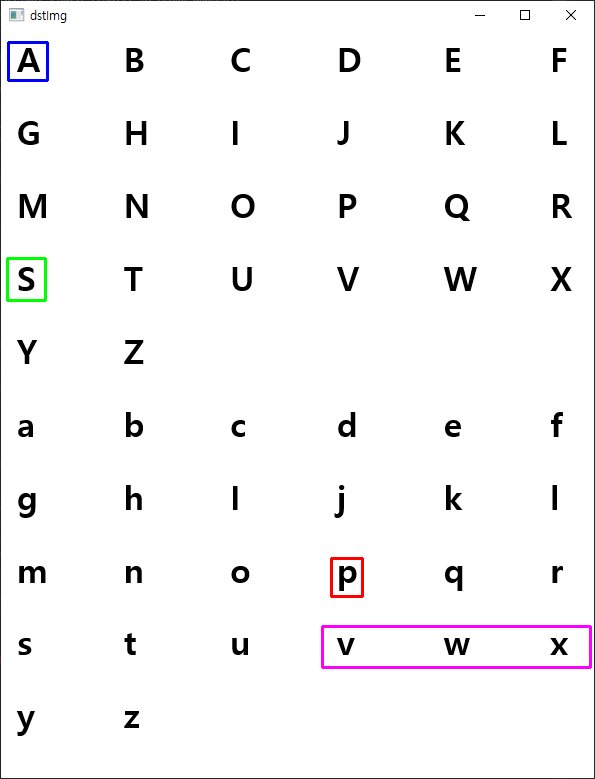 dstImg
A B C D E F
G H I J K L
M N O P Q R
S T U V W X
Y Z
a b c d e f
g h I j k l
m n o p q r
s t u v w x
y z